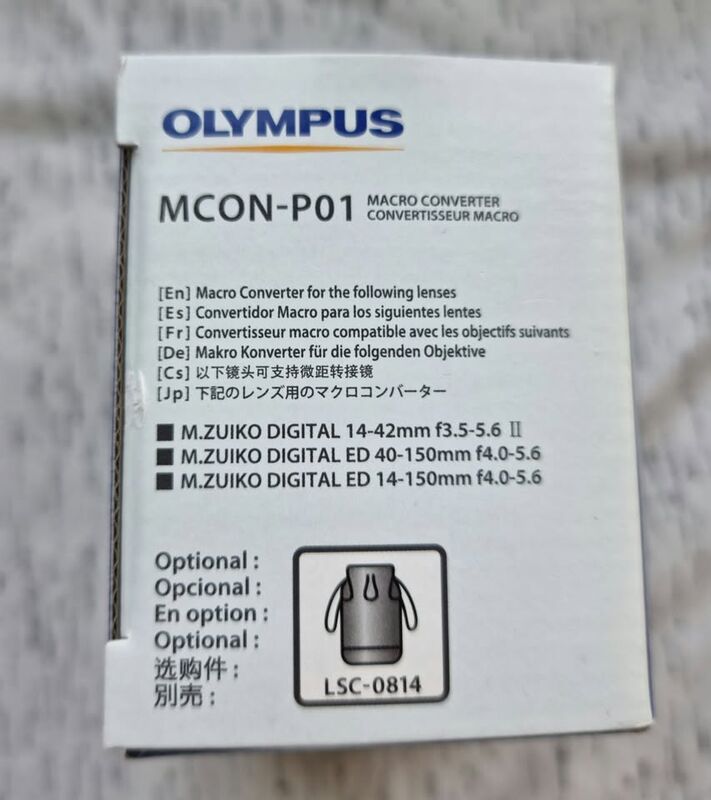 OLYMPUS
MCON-P01 MACRO CONVERTER
CONVERTISSEUR MACRO
[En] Macro Converter for the following lenses
[Es] Convertidor Macro para los siguientes lentes
[Fr] Convertisseur macro compatible avec les objectifs suivants
[De] Makro Konverter für die folgenden Objektive
[Cs] 以下镜头可支持微距转接镜
[Jp] 下記のレンズ用のマクロコンバーター
■ M.ZUIKO DIGITAL 14-42mm f3.5-5.6 II
■ M.ZUIKO DIGITAL ED 40-150mm f4.0-5.6
■ M.ZUIKO DIGITAL ED 14-150mm f4.0-5.6
Optional :
Opcional :
En option :
Optional :
选购件 :
別売 :
LSC-0814